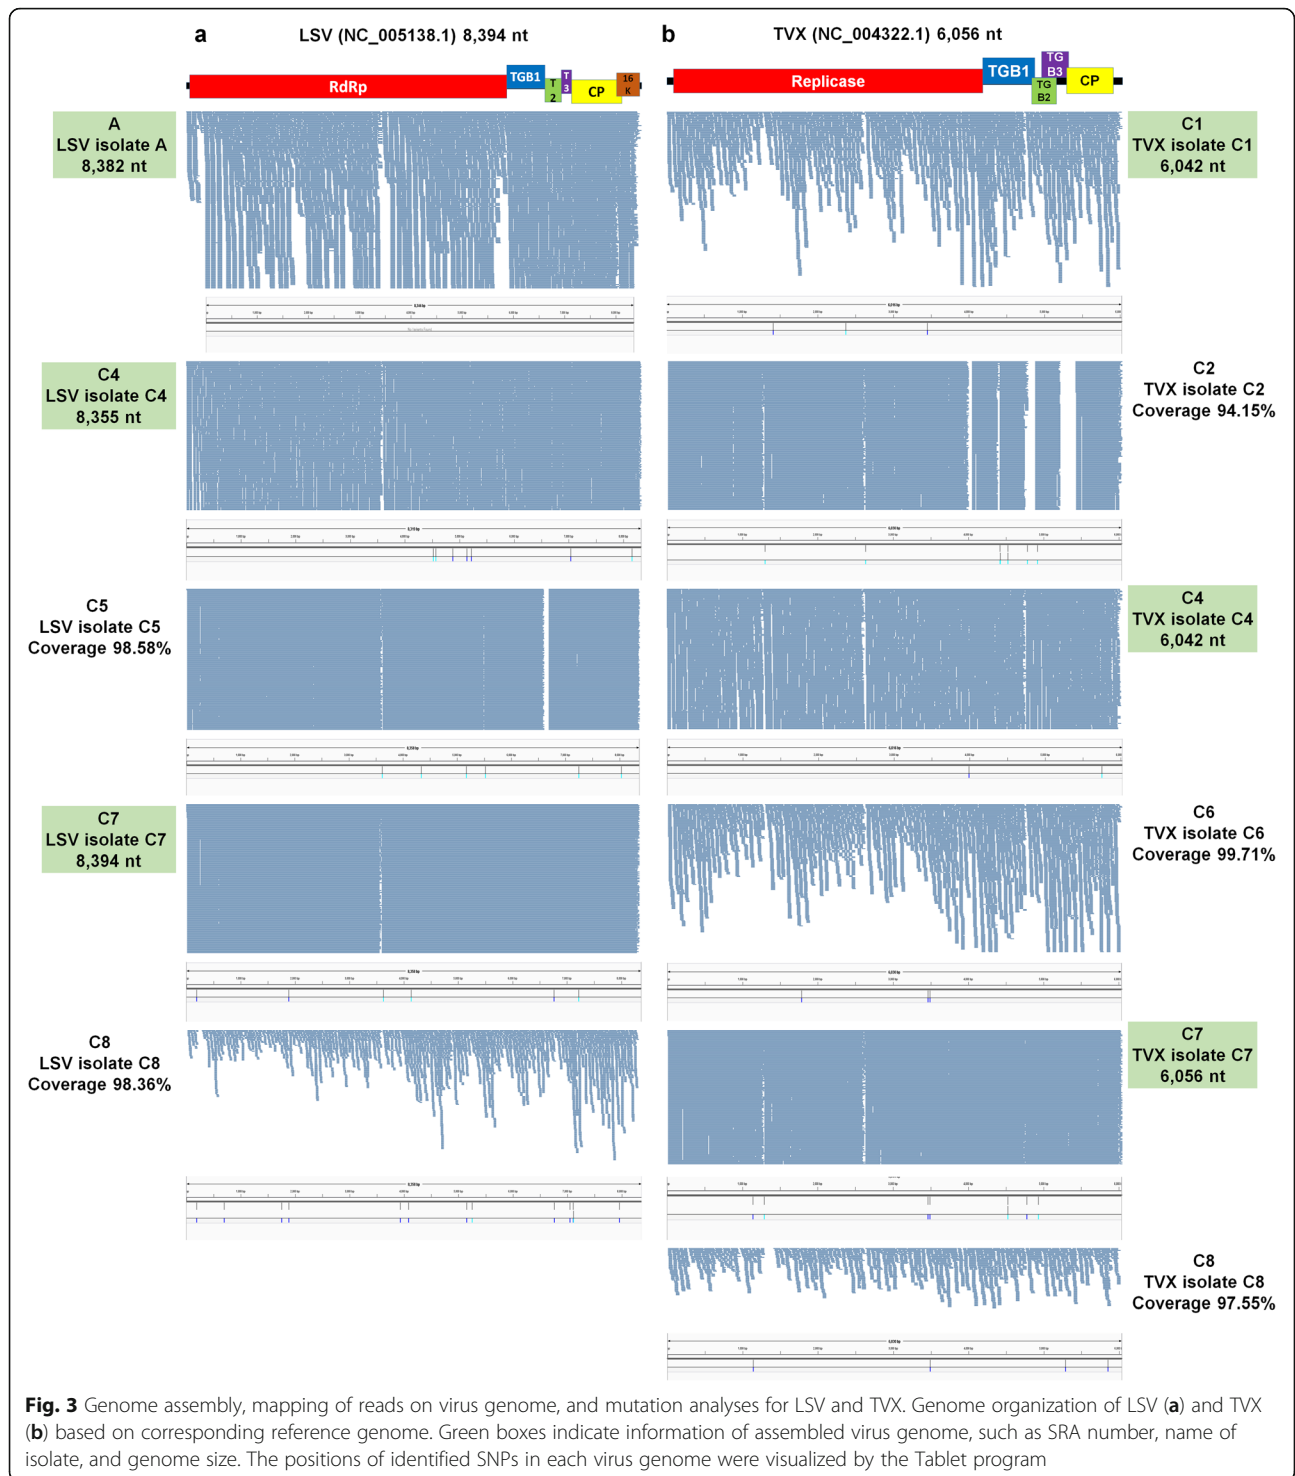 a LSV (NC_005138.1) 8,394 nt
RdRp
TGB1
T
2
T
3
CP
16
K
A
LSV isolate A
8,382 nt
C4
LSV isolate C4
8,355 nt
C5
LSV isolate C5
Coverage 98.58%
C7
LSV isolate C7
8,394 nt
C8
LSV isolate C8
Coverage 98.36%
b TVX (NC_004322.1) 6,056 nt
Replicase
TGB1
TG
B3
TG
B2
CP
C1
TVX isolate C1
6,042 nt
C2
TVX isolate C2
Coverage 94.15%
C4
TVX isolate C4
6,042 nt
C6
TVX isolate C6
Coverage 99.71%
C7
TVX isolate C7
6,056 nt
C8
TVX isolate C8
Coverage 97.55%
Fig. 3 Genome assembly, mapping of reads on virus genome, and mutation analyses for LSV and TVX. Genome organization of LSV (a) and TVX
(b) based on corresponding reference genome. Green boxes indicate information of assembled virus genome, such as SRA number, name of
isolate, and genome size. The positions of identified SNPs in each virus genome were visualized by the Tablet program